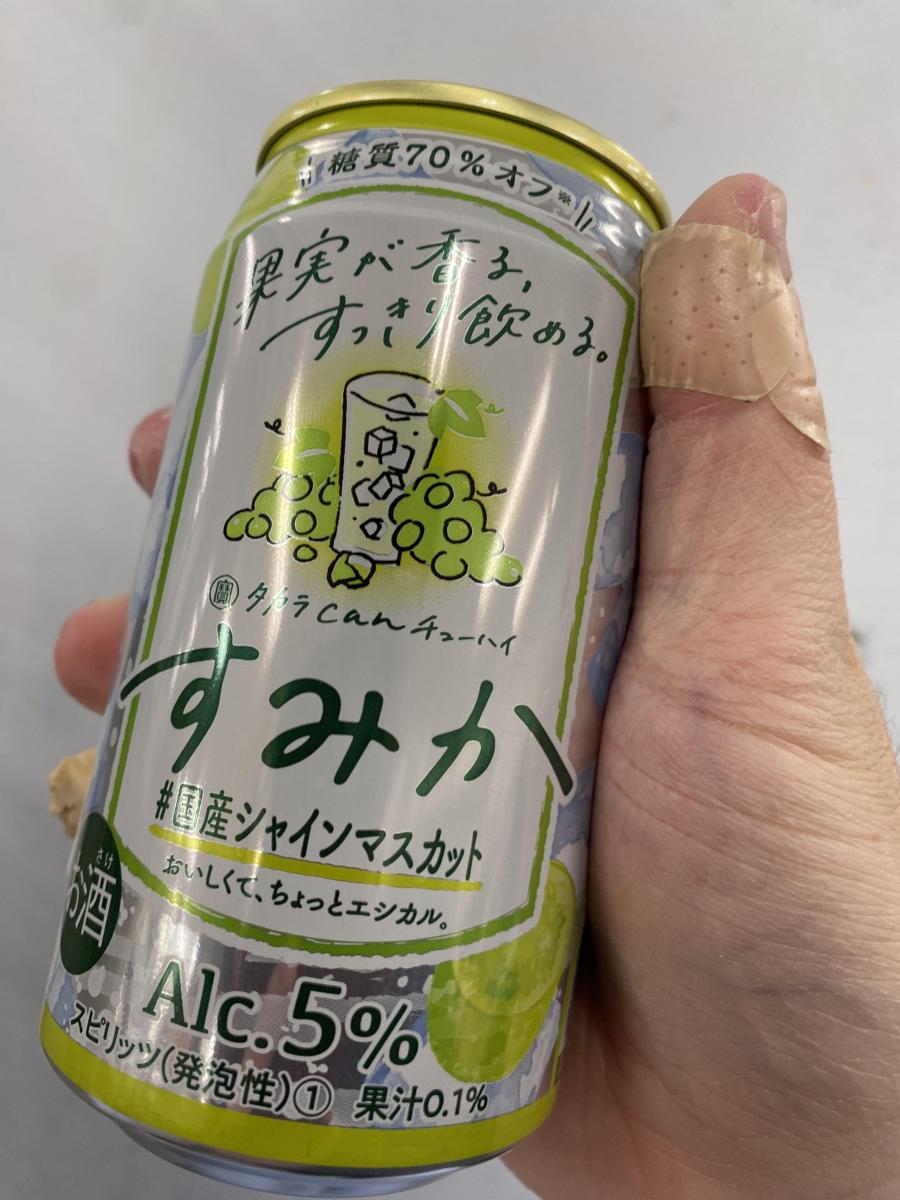 糖質70%オフ※
果実が香る,
すっきり飲める。
寶 タカラcanチューハイ
すみか
#国産シャインマスカット
おいしくて、ちょっとエシカル。
さけ
お酒
Alc.5%
スピリッツ(発泡性)① 果汁0.1%